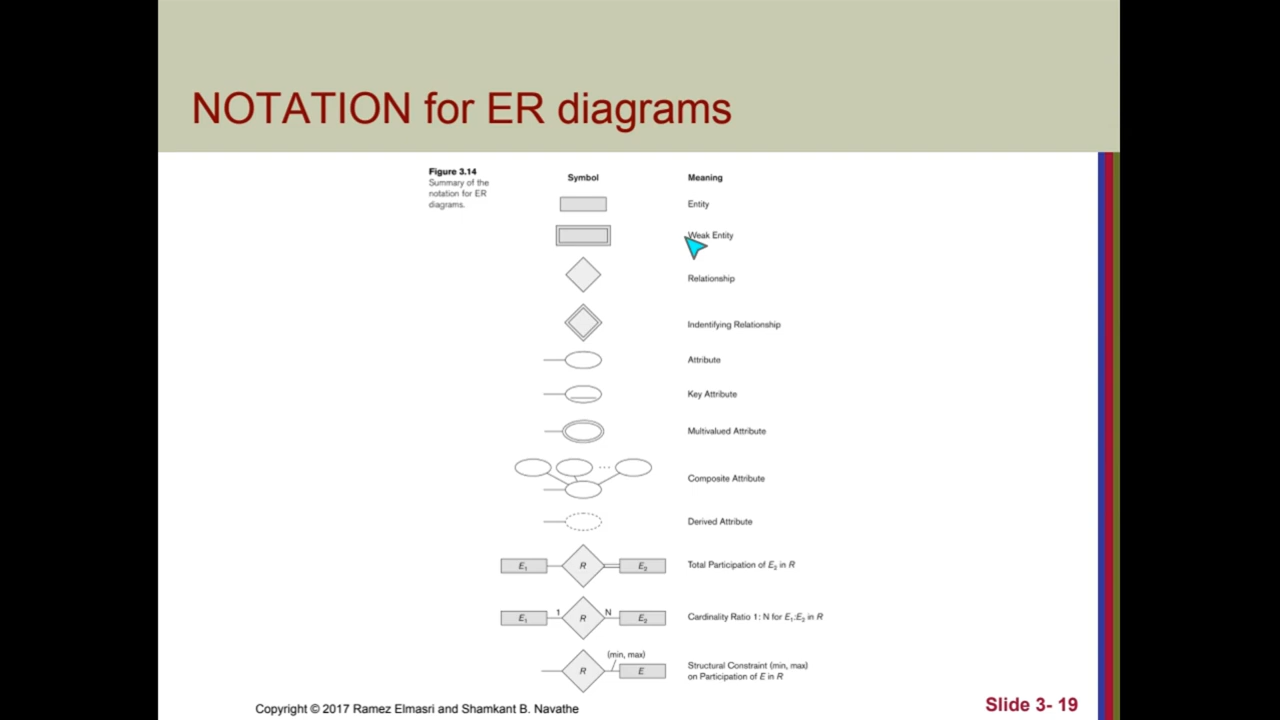 NOTATION for ER diagrams
Figure 3.14
Summary of the
notation for ER
diagrams.
Symbol Meaning
Entity
Weak Entity
Relationship
Indentifying Relationship
Attribute
Key Attribute
Multivalued Attribute
...
Composite Attribute
Derived Attribute
E₁ R E₂ Total Participation of E₂ in R
E₁ 1 R N E₂ Cardinality Ratio 1: N for E₁:E₂ in R
(min, max)
R E Structural Constraint (min, max)
on Participation of E in R
Copyright © 2017 Ramez Elmasri and Shamkant B. Navathe
Slide 3- 19